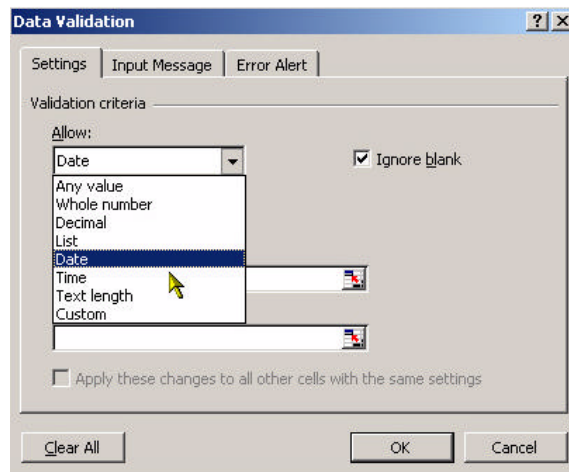 Data Validation
Settings
Input Message
Error Alert
Validation criteria
Allow:
Date
Ignore blank
Any value
Whole number
Decimal
List
Date
Time
Text length
Custom
Apply these changes to all other cells with the same settings
Clear All
OK
Cancel